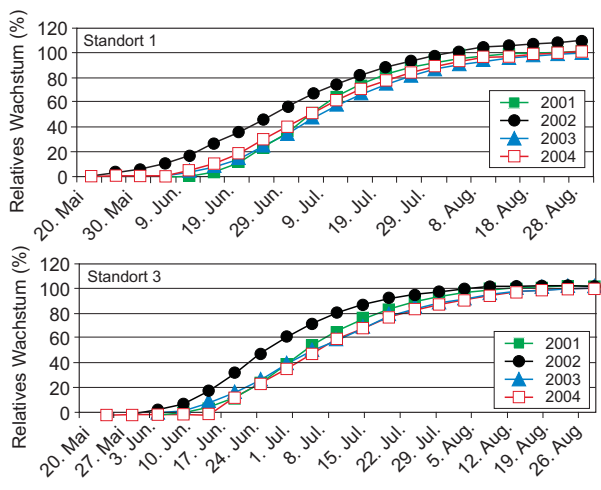 Relatives Wachstum (%)
120
100
80
60
40
20
0
Standort 1
2001
2002
2003
2004
20. Mai
30. Mai
9. Jun.
19. Jun.
29. Jun.
9. Jul.
19. Jul.
29. Jul.
8. Aug.
18. Aug.
28. Aug.
Relatives Wachstum (%)
120
100
80
60
40
20
0
Standort 3
2001
2002
2003
2004
20. Mai
27. Mai
3. Jun.
10. Jun.
17. Jun.
24. Jun.
1. Jul.
8. Jul.
15. Jul.
22. Jul.
29. Jul.
5. Aug.
12. Aug.
19. Aug.
26. Aug